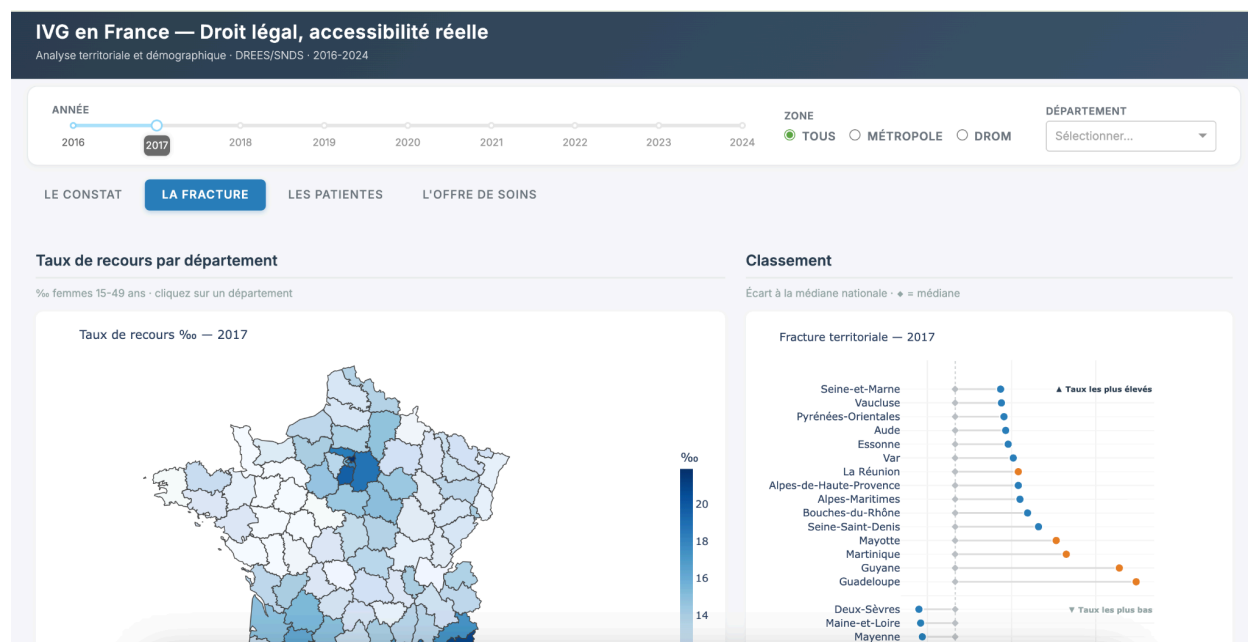 IVG en France — Droit légal, accessibilité réelle
Analyse territoriale et démographique · DREES/SNDS · 2016-2024
ANNÉE
2016 2017 2018 2019 2020 2021 2022 2023 2024
ZONE
TOUS MÉTROPOLE DROM
DÉPARTEMENT
Sélectionner...
LE CONSTAT LA FRACTURE LES PATIENTES L'OFFRE DE SOINS
Taux de recours par département
‰ femmes 15-49 ans · cliquez sur un département
Taux de recours ‰ — 2017
‰
20
18
16
14
Classement
Écart à la médiane nationale · ◆ = médiane
Fracture territoriale — 2017
▲ Taux les plus élevés
Seine-et-Marne
Vaucluse
Pyrénées-Orientales
Aude
Essonne
Var
La Réunion
Alpes-de-Haute-Provence
Alpes-Maritimes
Bouches-du-Rhône
Seine-Saint-Denis
Mayotte
Martinique
Guyane
Guadeloupe
▼ Taux les plus bas
Deux-Sèvres
Maine-et-Loire
Mayenne